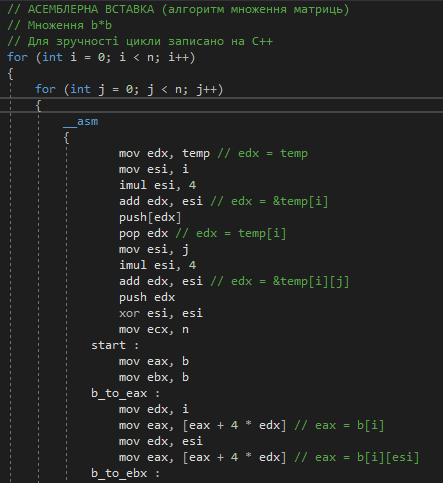 // АСЕМБЛЕРНА ВСТАВКА (алгоритм множення матриць)
// Множення b*b
// Для зручності цикли записано на C++
for (int i = 0; i < n; i++)
{
for (int j = 0; j < n; j++)
{
__asm
{
mov edx, temp // edx = temp
mov esi, i
imul esi, 4
add edx, esi // edx = &temp[i]
push[edx]
pop edx // edx = temp[i]
mov esi, j
imul esi, 4
add edx, esi // edx = &temp[i][j]
push edx
xor esi, esi
mov ecx, n
start :
mov eax, b
mov ebx, b
b_to_eax :
mov edx, i
mov eax, [eax + 4 * edx] // eax = b[i]
mov edx, esi
mov eax, [eax + 4 * edx] // eax = b[i][esi]
b_to_ebx :